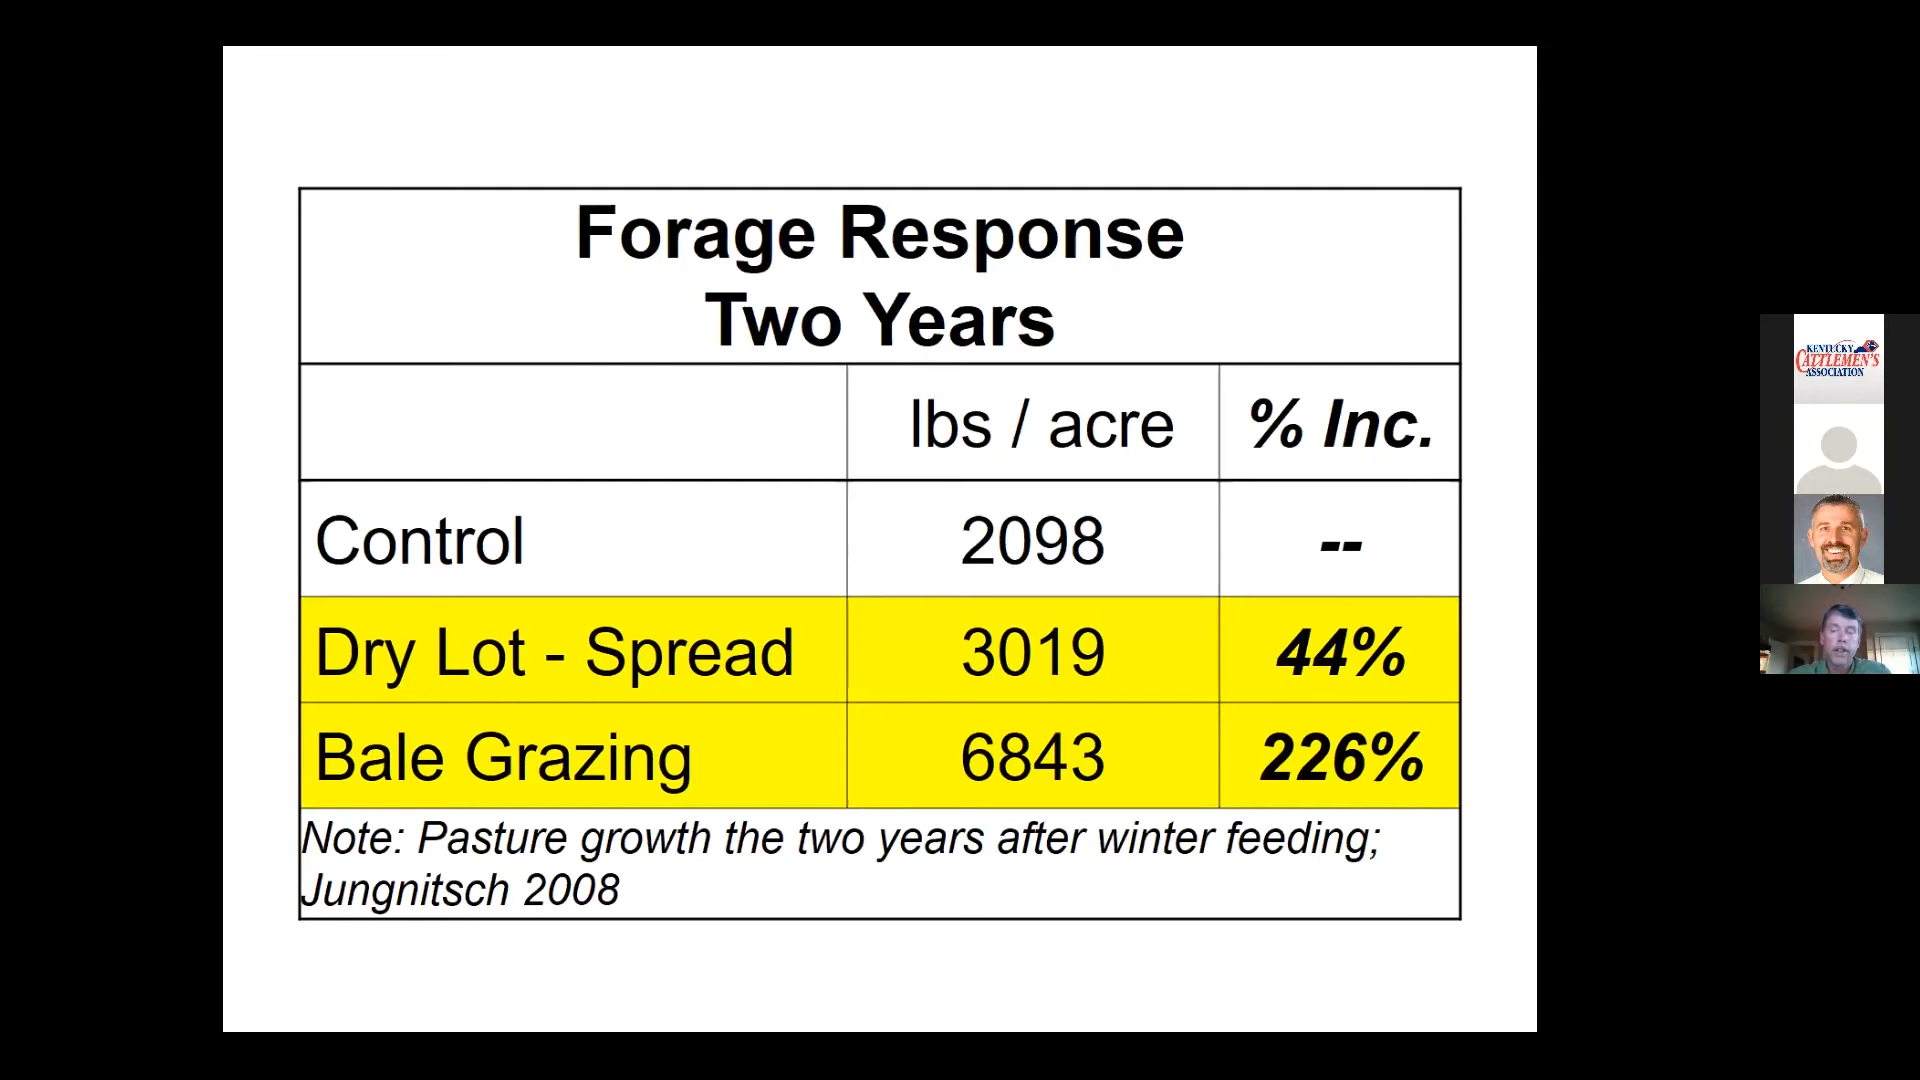 Forage Response
Two Years
lbs / acre % Inc.
Control 2098 --
Dry Lot - Spread 3019 44%
Bale Grazing 6843 226%
Note: Pasture growth the two years after winter feeding;
Jungnitsch 2008
KENTUCKY
CATTLEMEN'S
ASSOCIATION